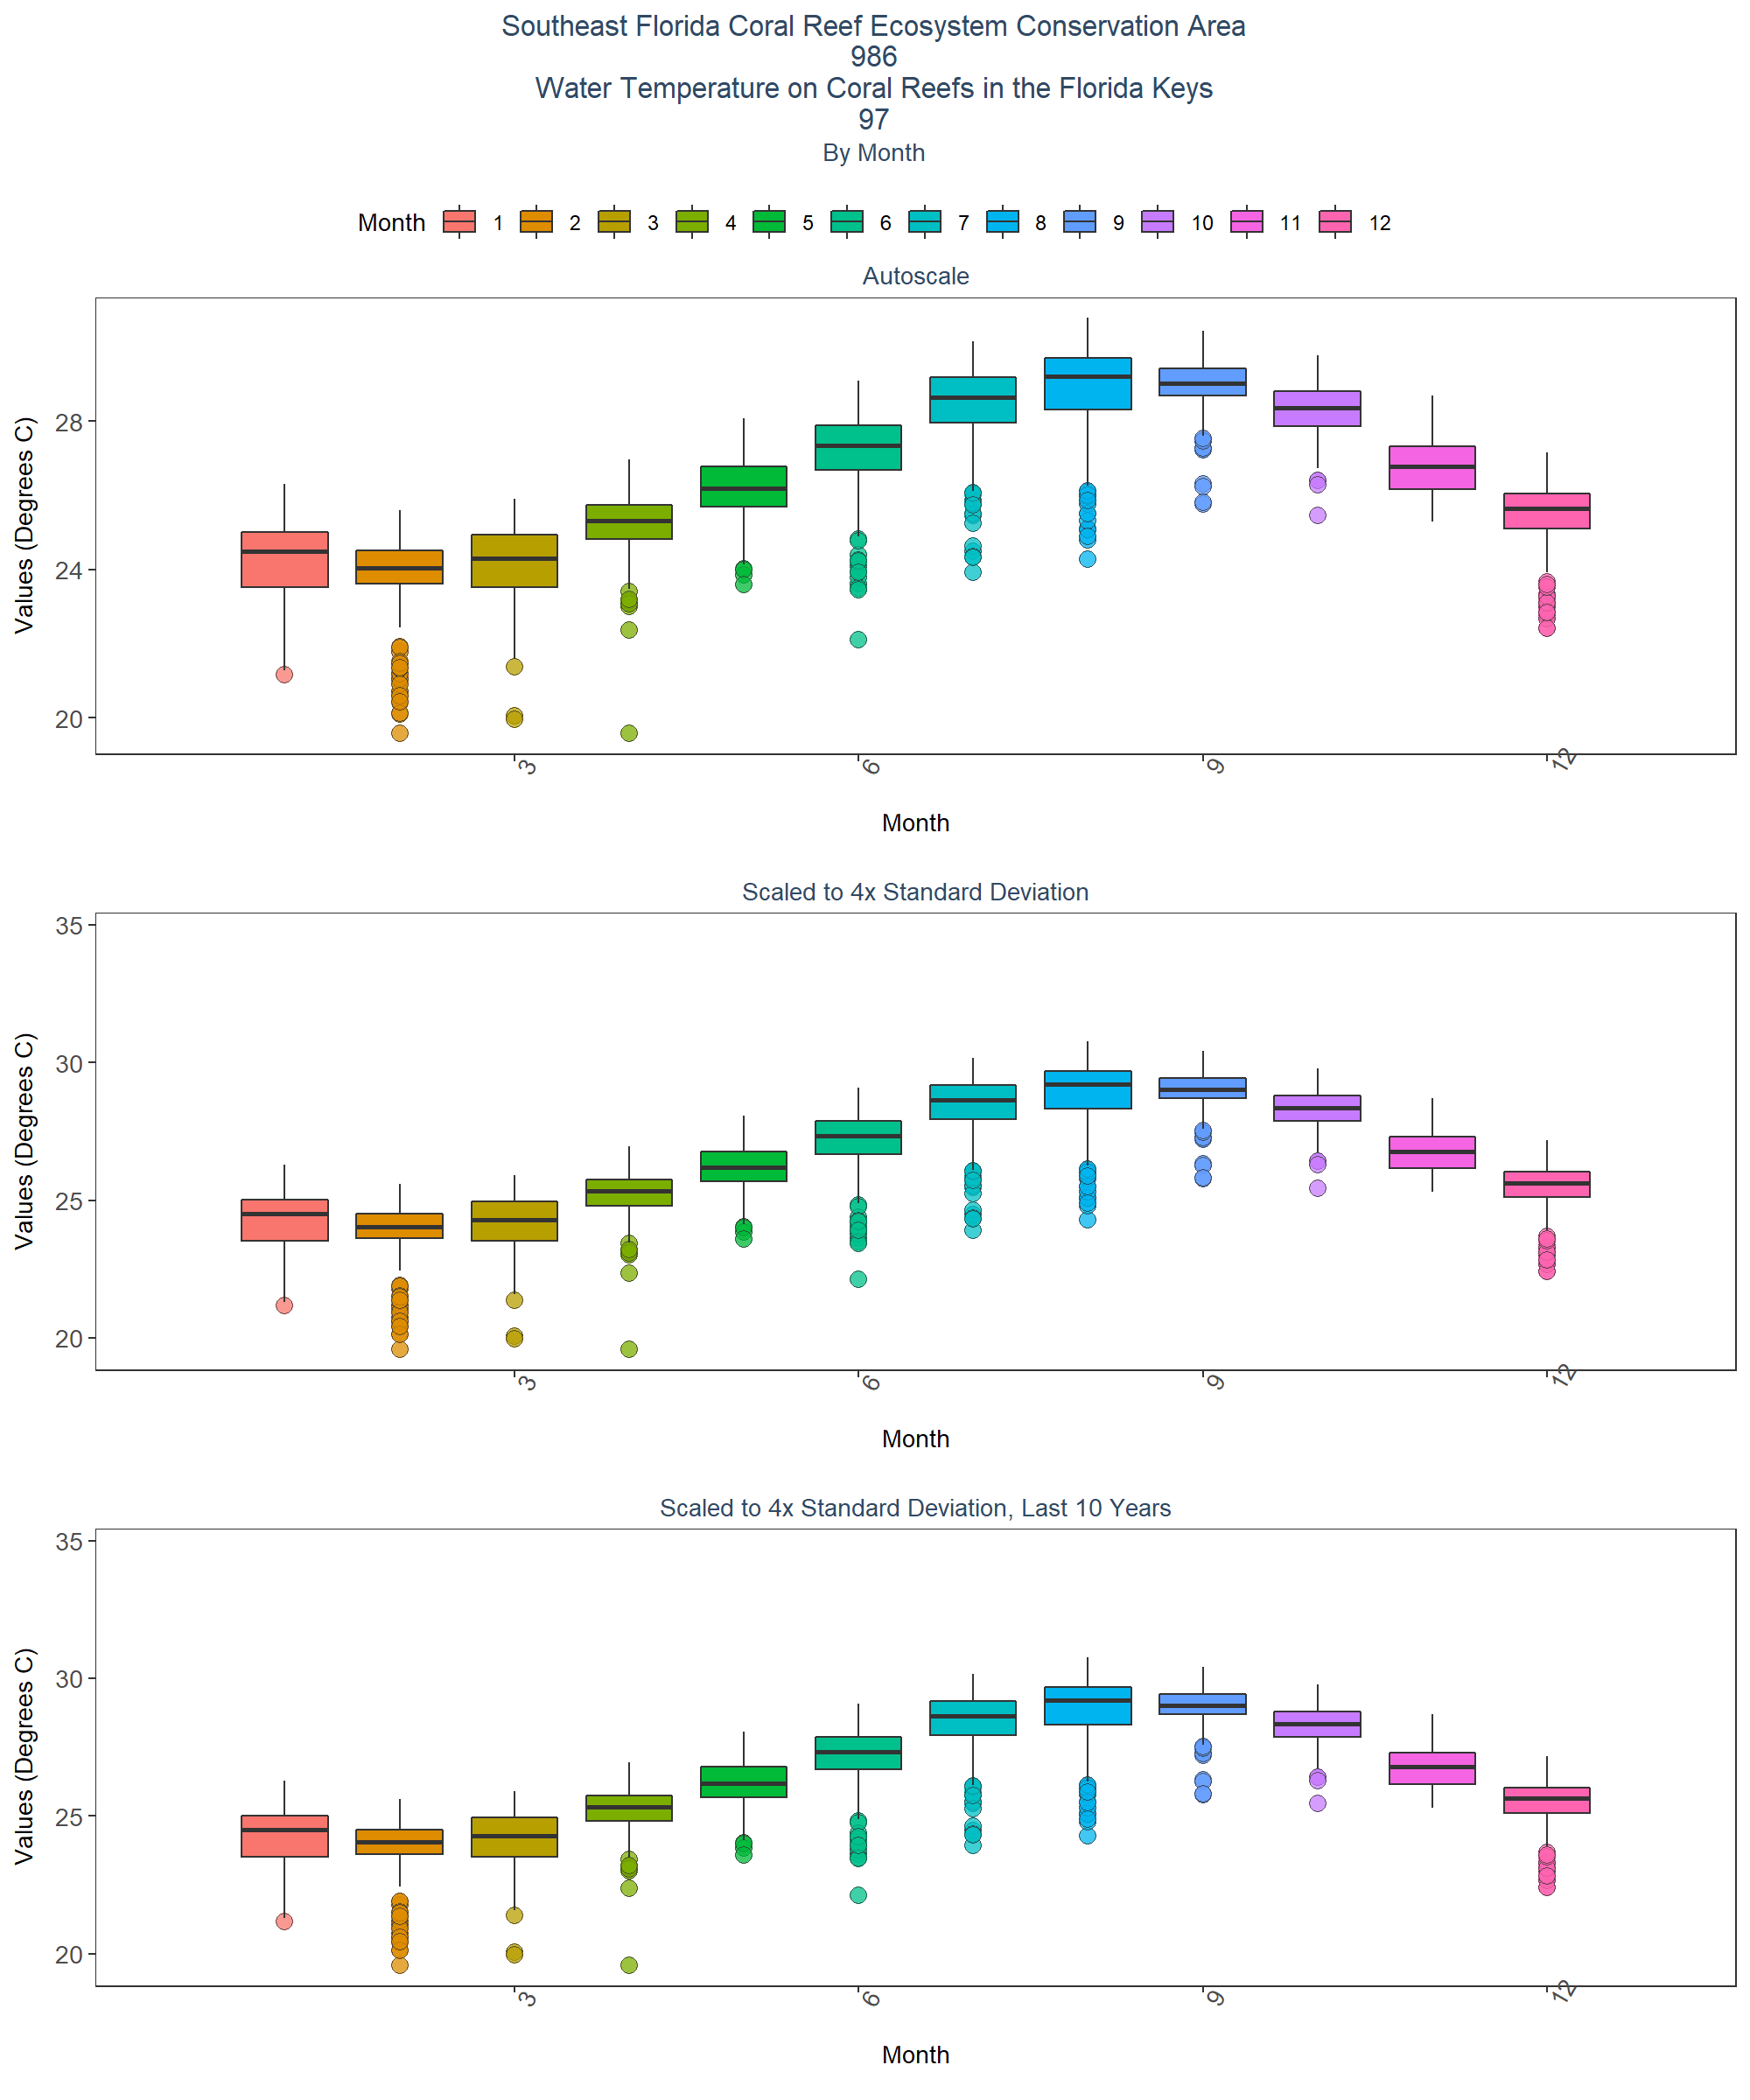 Southeast Florida Coral Reef Ecosystem Conservation Area
986
Water Temperature on Coral Reefs in the Florida Keys
97
By Month
Month 1 2 3 4 5 6 7 8 9 10 11 12
Autoscale
Values (Degrees C)
28
24
20
3 6 9 12
Month
Scaled to 4x Standard Deviation
Values (Degrees C)
35
30
25
20
3 6 9 12
Month
Scaled to 4x Standard Deviation, Last 10 Years
Values (Degrees C)
35
30
25
20
3 6 9 12
Month